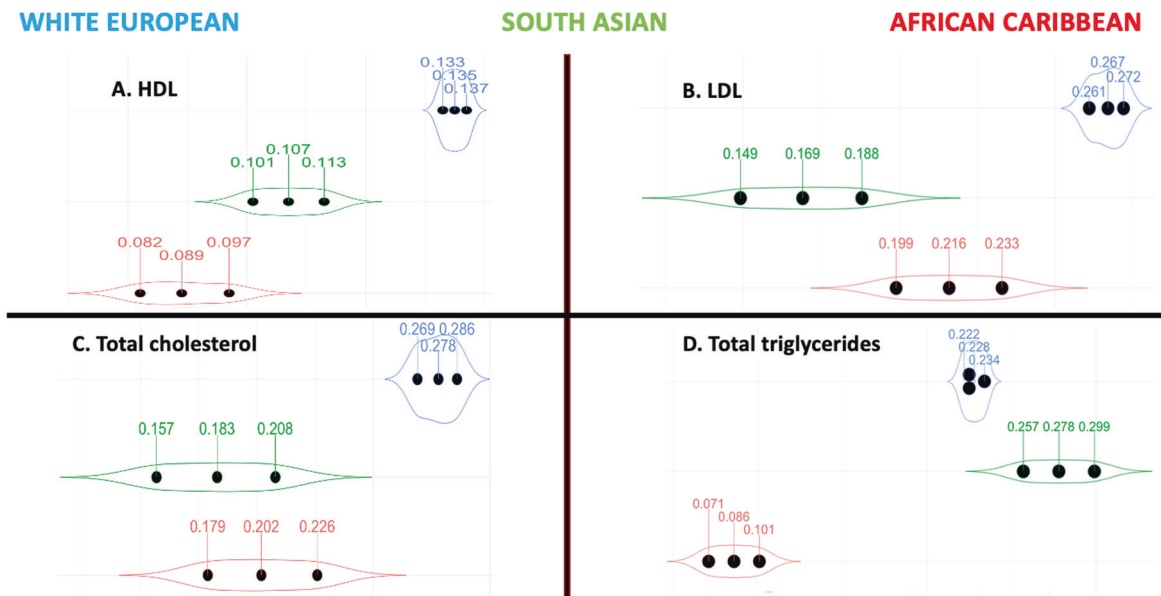 WHITE EUROPEAN SOUTH ASIAN AFRICAN CARIBBEAN
A. HDL
0.133
0.135
0.137
0.107
0.101 0.113
0.082 0.097
0.089
B. LDL
0.267
0.272
0.261
0.149 0.169 0.188
0.199 0.216 0.233
C. Total cholesterol
0.269 0.286
0.278
0.157 0.183 0.208
0.179 0.202 0.226
D. Total triglycerides
0.222
0.228
0.234
0.257 0.278 0.299
0.071
0.086
0.101